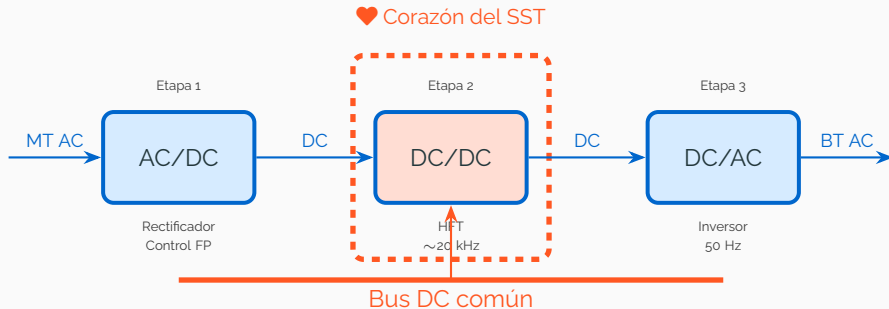 Corazón del SST
Etapa 1
Etapa 2
Etapa 3
MT AC
AC/DC
DC
DC/DC
DC
DC/AC
BT AC
Rectificador
Control FP
HFT
~20 kHz
Inversor
50 Hz
Bus DC común